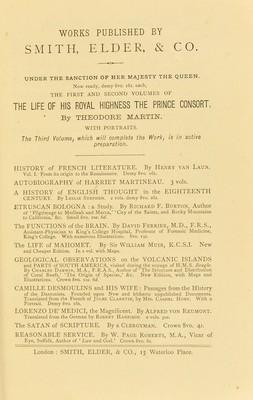 WORKS PUBLISHED BY
SMITH, ELDER, & CO.
UNDER THE SANCTION OF HER MAJESTY THE QUEEN.
Now ready, demy 8vo. 18s. each,
THE FIRST AND SECOND VOLUMES OF
THE LIFE OF HIS ROYAL HIGHNESS THE PRINCE CONSORT.
By THEODORE MARTIN.
WITH PORTRAITS.
The Third Volume, which will complete the Work, is in active
preparation.
HISTORY of FRENCH LITERATURE. By HENRY VAN LAUN.
Vol. I. From its origin to the Renaissance. Demy 8vo. 16s.
AUTOBIOGRAPHY of HARRIET MARTINEAU. 3 vols.
A HISTORY of ENGLISH THOUGHT in the EIGHTEENTH
CENTURY. By LESLIE STEPHEN. 2 vols. demy 8vo. 28s.
ETRUSCAN BOLOGNA: a Study. By RICHARD F. BURTON, Author
of 'Pilgrimage to Medinah and Mecca,' 'City of the Saints, and Rocky Mountains
to California,' &c. Small 8vo. 10s. 6d.
The FUNCTIONS of the BRAIN. By DAVID FERRIER, M.D., F.R.S.,
Assistant-Physician to King's College Hospital; Professor of Forensic Medicine,
King's College. With numerous Illustrations. 8vo. 15s.
The LIFE of MAHOMET. By Sir WILLIAM MUIR, K.C.S.I. New
and Cheaper Edition. In 1 vol. with Maps.
GEOLOGICAL OBSERVATIONS on the VOLCANIC ISLANDS
and PARTS of SOUTH AMERICA, visited during the voyage of H.M.S. Beagle.
By CHARLES DARWIN, M.A., F.R.S., Author of 'The Structure and Distribution
of Coral Reefs,' 'The Origin of Species,' &c. New Edition, with Maps and
Illustrations. Crown 8vo. 12s. 6d.
CAMILLE DESMOULINS and HIS WIFE: Passages from the History
of the Dantonists. Founded upon New and hitherto unpublished Documents.
Translated from the French of JULES CLARETIE, by Mrs. CASHEL HOEY. With a
Portrait. Demy 8vo. 16s.
LORENZO DE' MEDICI, the Magnificent. By ALFRED VON REUMONT.
Translated from the German by ROBERT HARRISON. 2 vols. 30s.
The SATAN of SCRIPTURE. By a CLERGYMAN. Crown 8vo. 4s.
REASONABLE SERVICE. By W. PAGE ROBERTS, M.A., Vicar of
Eye, Suffolk, Author of 'Law and God.' Crown 8vo. 6s.
London: SMITH, ELDER, & CO., 15 Waterloo Place.